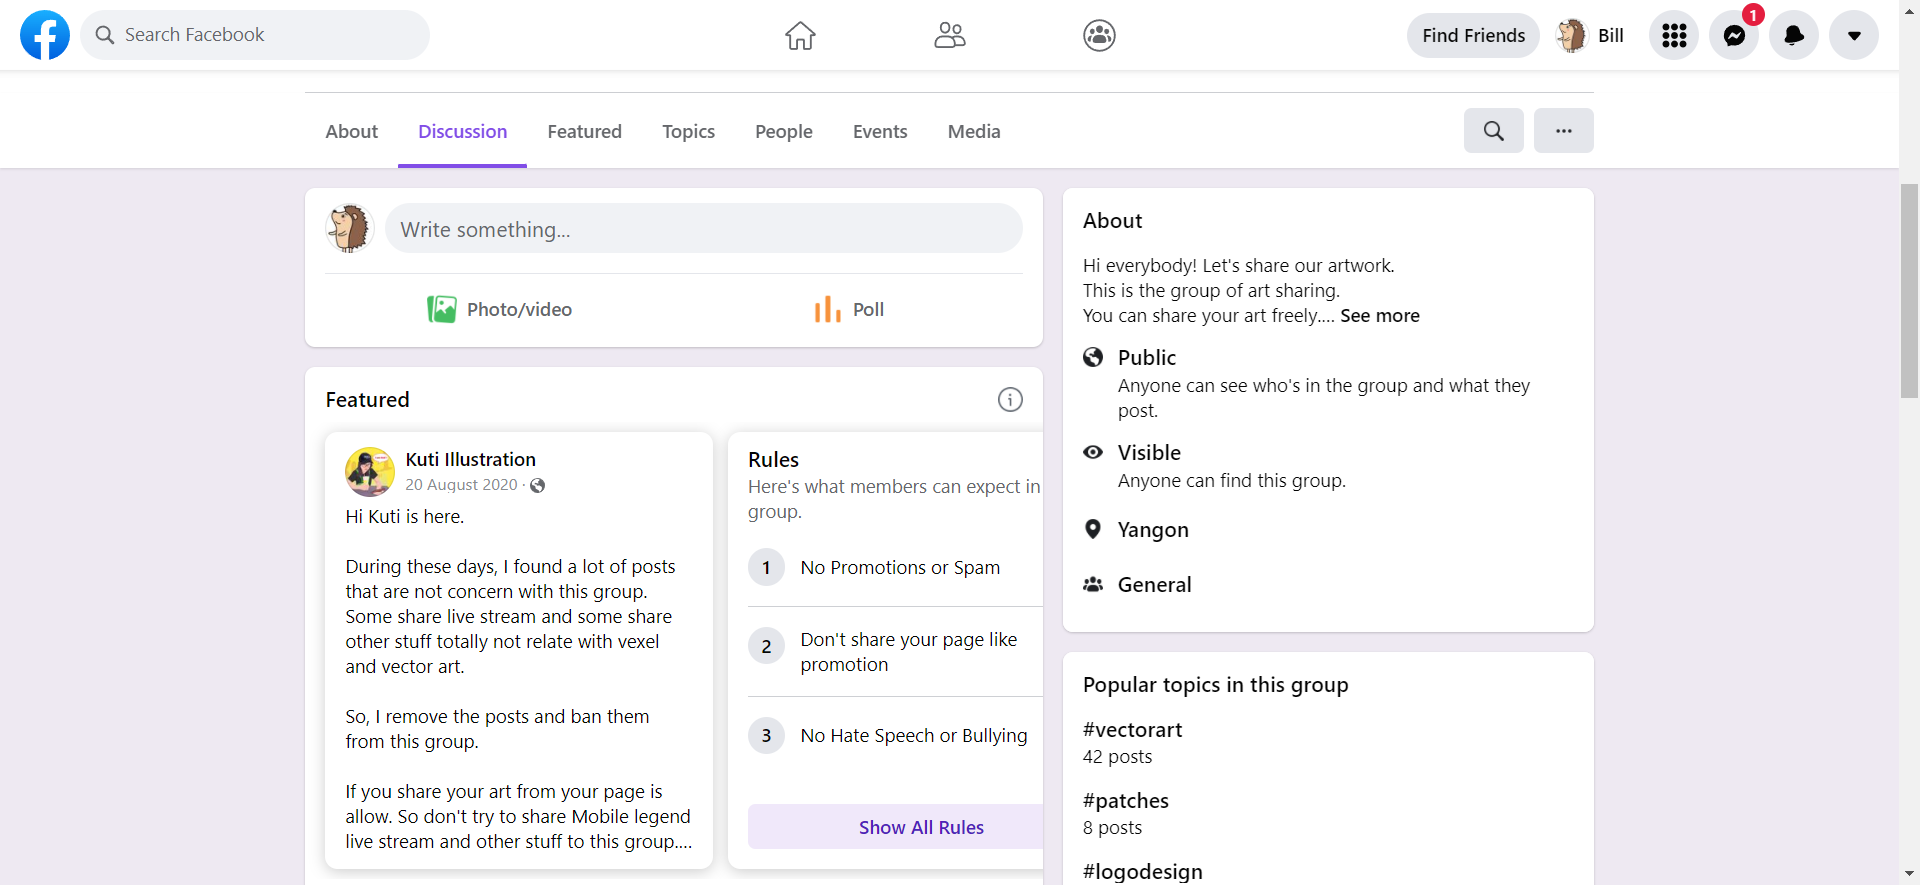 Search Facebook
Find Friends
Bill
1
About
Discussion
Featured
Topics
People
Events
Media
Write something...
Photo/video
Poll
Featured
Kuti Illustration
20 August 2020 ·
Hi Kuti is here.
During these days, I found a lot of posts
that are not concern with this group.
Some share live stream and some share
other stuff totally not relate with vexel
and vector art.
So, I remove the posts and ban them
from this group.
If you share your art from your page is
allow. So don't try to share Mobile legend
live stream and other stuff to this group....
Rules
Here's what members can expect in
group.
1 No Promotions or Spam
2 Don't share your page like
promotion
3 No Hate Speech or Bullying
Show All Rules
About
Hi everybody! Let's share our artwork.
This is the group of art sharing.
You can share your art freely.... See more
Public
Anyone can see who's in the group and what they
post.
Visible
Anyone can find this group.
Yangon
General
Popular topics in this group
#vectorart
42 posts
#patches
8 posts
#logodesign